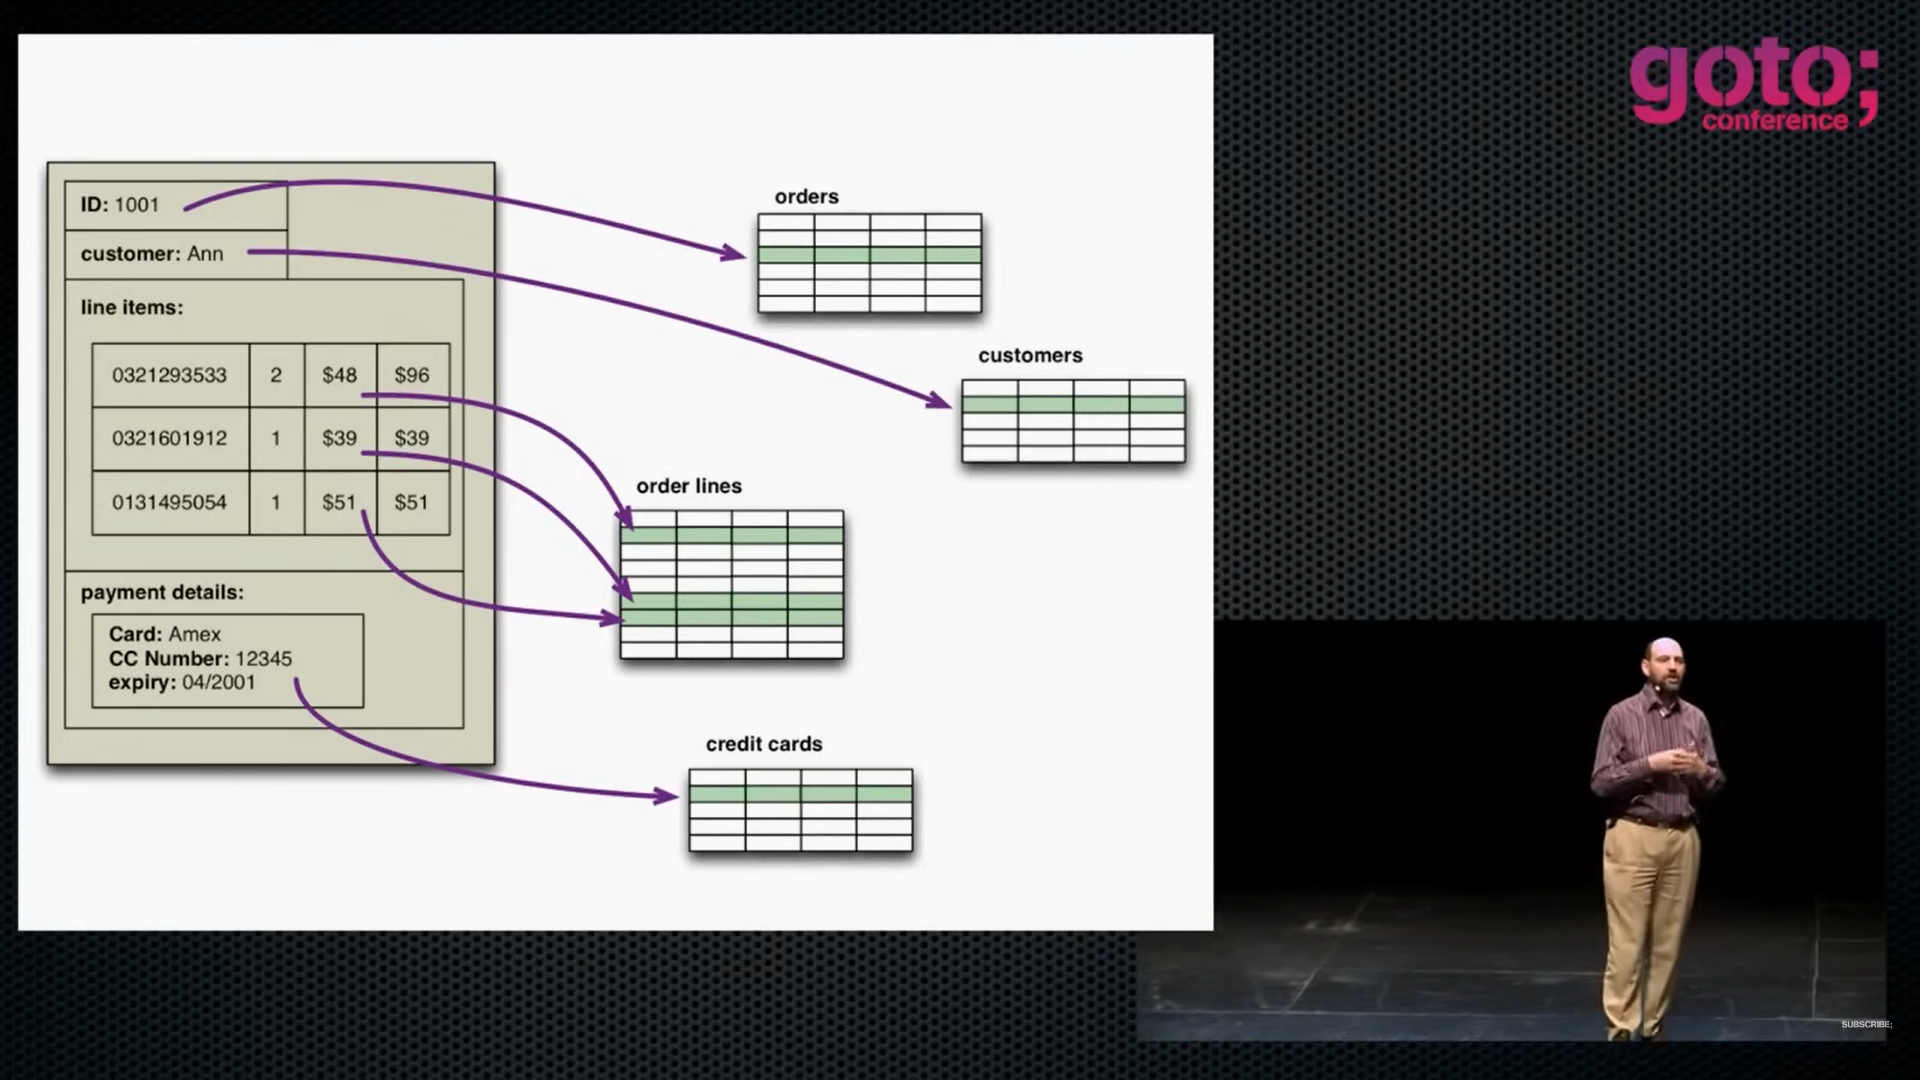 goto;
conference
ID: 1001
customer: Ann
line items:
0321293533 2 $48 $96
0321601912 1 $39 $39
0131495054 1 $51 $51
payment details:
Card: Amex
CC Number: 12345
expiry: 04/2001
orders
customers
order lines
credit cards
SUBSCRIBE;